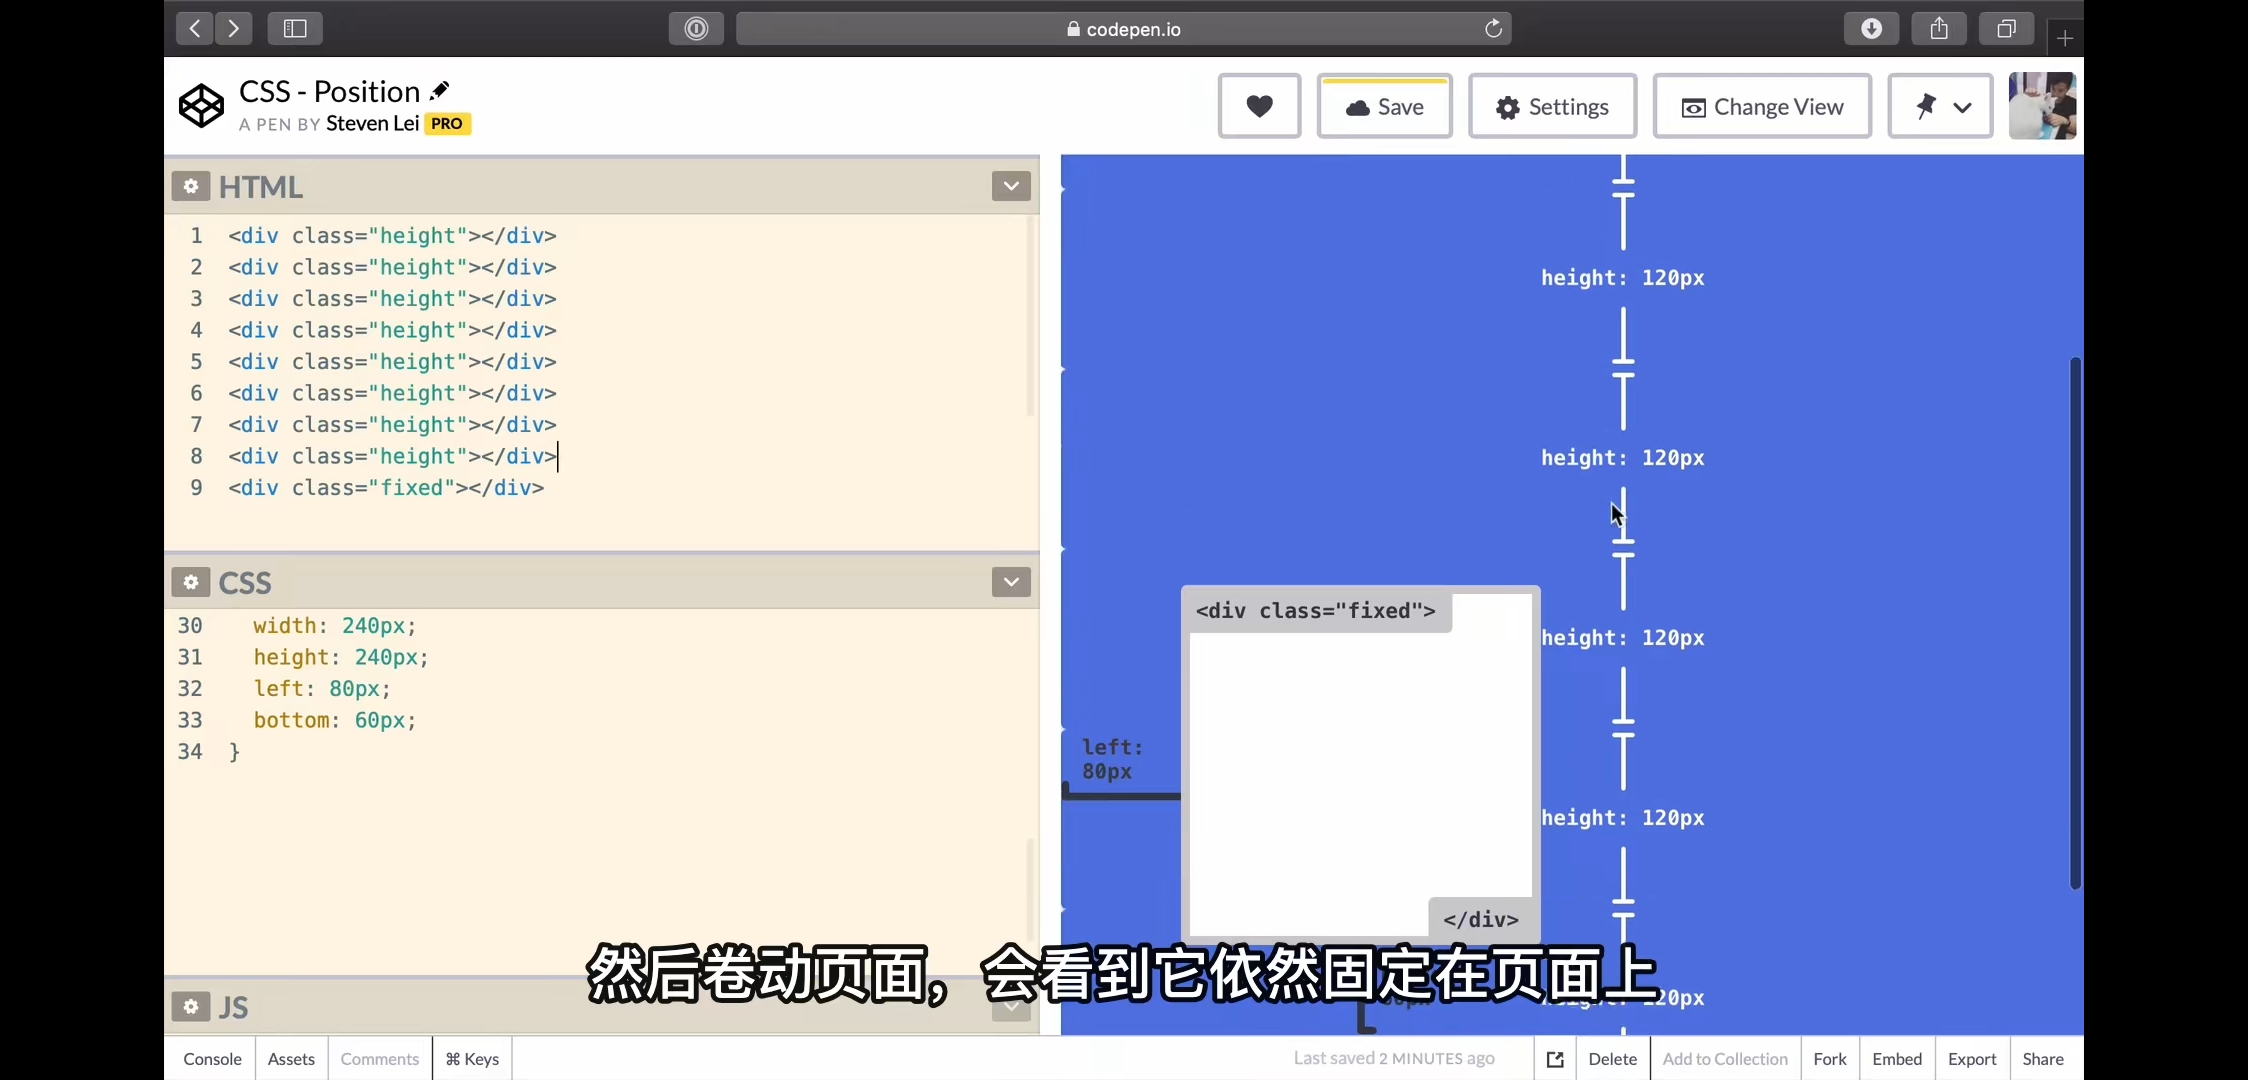 codepen.io
CSS - Position
A PEN BY Steven Lei PRO
Save
Settings
Change View
HTML
1 <div class="height"></div>
2 <div class="height"></div>
3 <div class="height"></div>
4 <div class="height"></div>
5 <div class="height"></div>
6 <div class="height"></div>
7 <div class="height"></div>
8 <div class="height"></div>
9 <div class="fixed"></div>
CSS
30 width: 240px;
31 height: 240px;
32 left: 80px;
33 bottom: 60px;
34 }
JS
height: 120px
height: 120px
<div class="fixed">
height: 120px
left:
80px
height: 120px
</div>
然后卷动页面，会看到它依然固定在页面上
Console
Assets
Comments
⌘ Keys
Last saved 2 MINUTES ago
Delete
Add to Collection
Fork
Embed
Export
Share